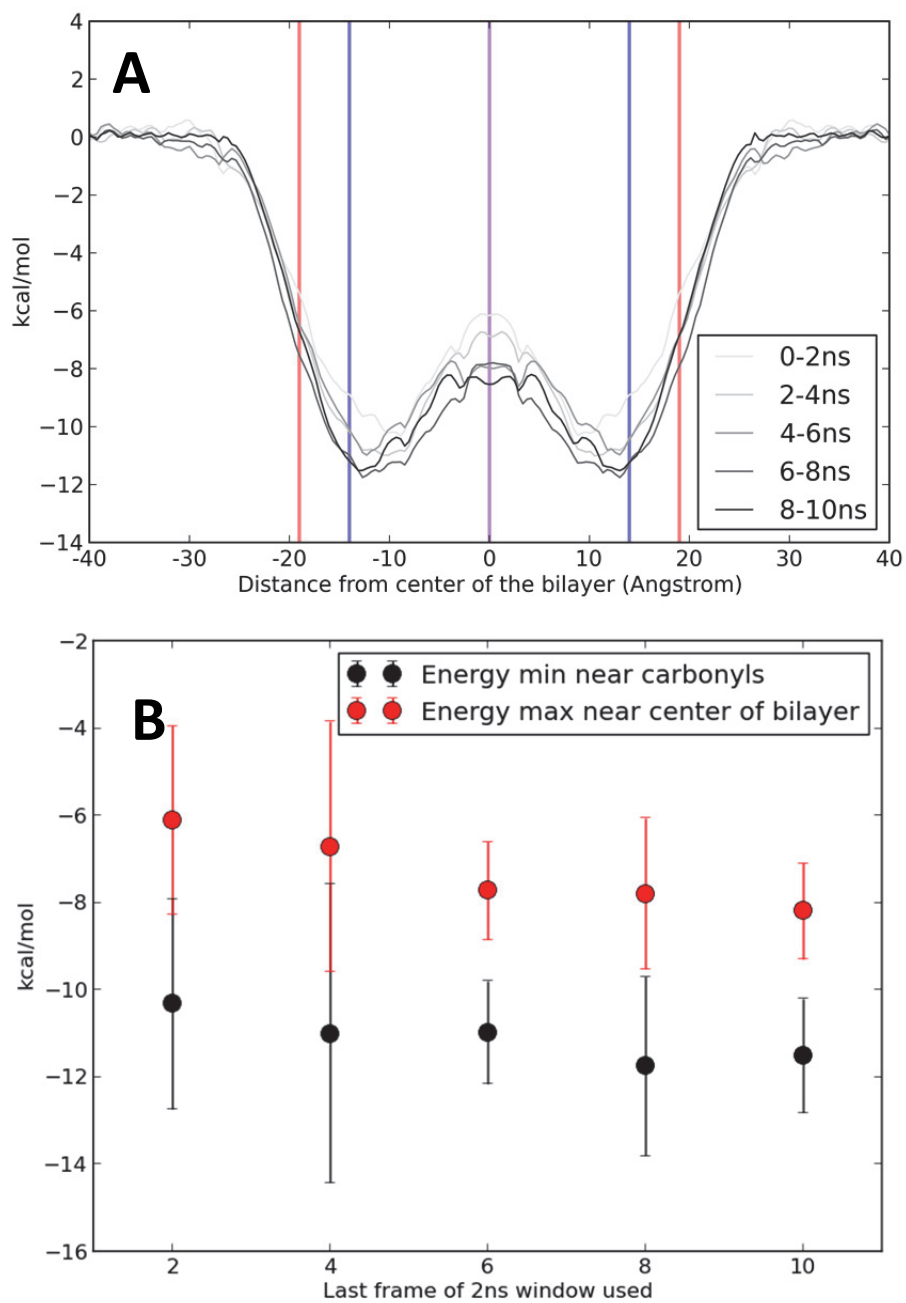 A
4
2
0
−2
−4
−6
−8
−10
−12
−14
kcal/mol
0-2ns
2-4ns
4-6ns
6-8ns
8-10ns
-40 -30 -20 -10 0 10 20 30 40
Distance from center of the bilayer (Angstrom)
B
−2
−4
−6
−8
−10
−12
−14
−16
kcal/mol
Energy min near carbonyls
Energy max near center of bilayer
2 4 6 8 10
Last frame of 2ns window used